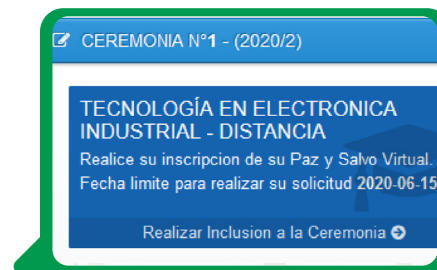 CEREMONIA N°1 - (2020/2)
TECNOLOGÍA EN ELECTRONICA
INDUSTRIAL - DISTANCIA
Realice su inscripcion de su Paz y Salvo Virtual.
Fecha limite para realizar su solicitud 2020-06-15
Realizar Inclusion a la Ceremonia